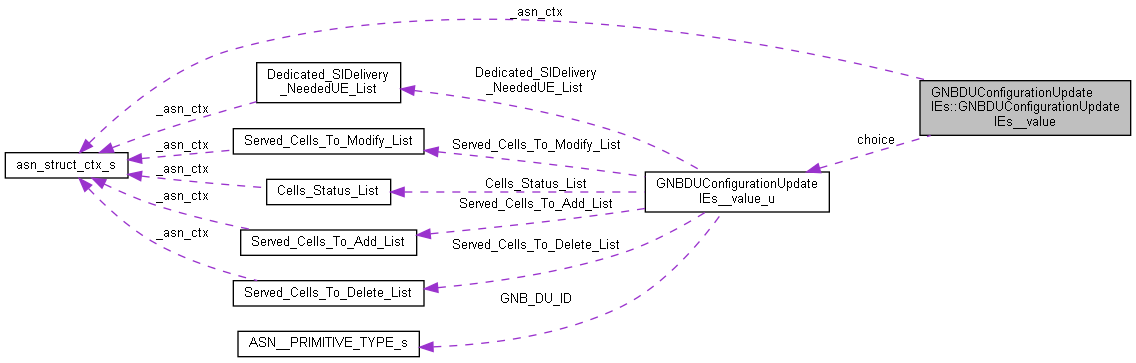 _asn_ctx
GNBDUConfigurationUpdate
IEs::GNBDUConfigurationUpdate
IEs__value
Dedicated_SIDelivery
_NeededUE_List
Dedicated_SIDelivery
_NeededUE_List
_asn_ctx
choice
Served_Cells_To_Modify_List
_asn_ctx
Served_Cells_To_Modify_List
asn_struct_ctx_s
_asn_ctx
Cells_Status_List
Cells_Status_List
GNBDUConfigurationUpdate
IEs__value_u
_asn_ctx
Served_Cells_To_Add_List
Served_Cells_To_Add_List
_asn_ctx
Served_Cells_To_Delete_List
Served_Cells_To_Delete_List
GNB_DU_ID
ASN__PRIMITIVE_TYPE_s